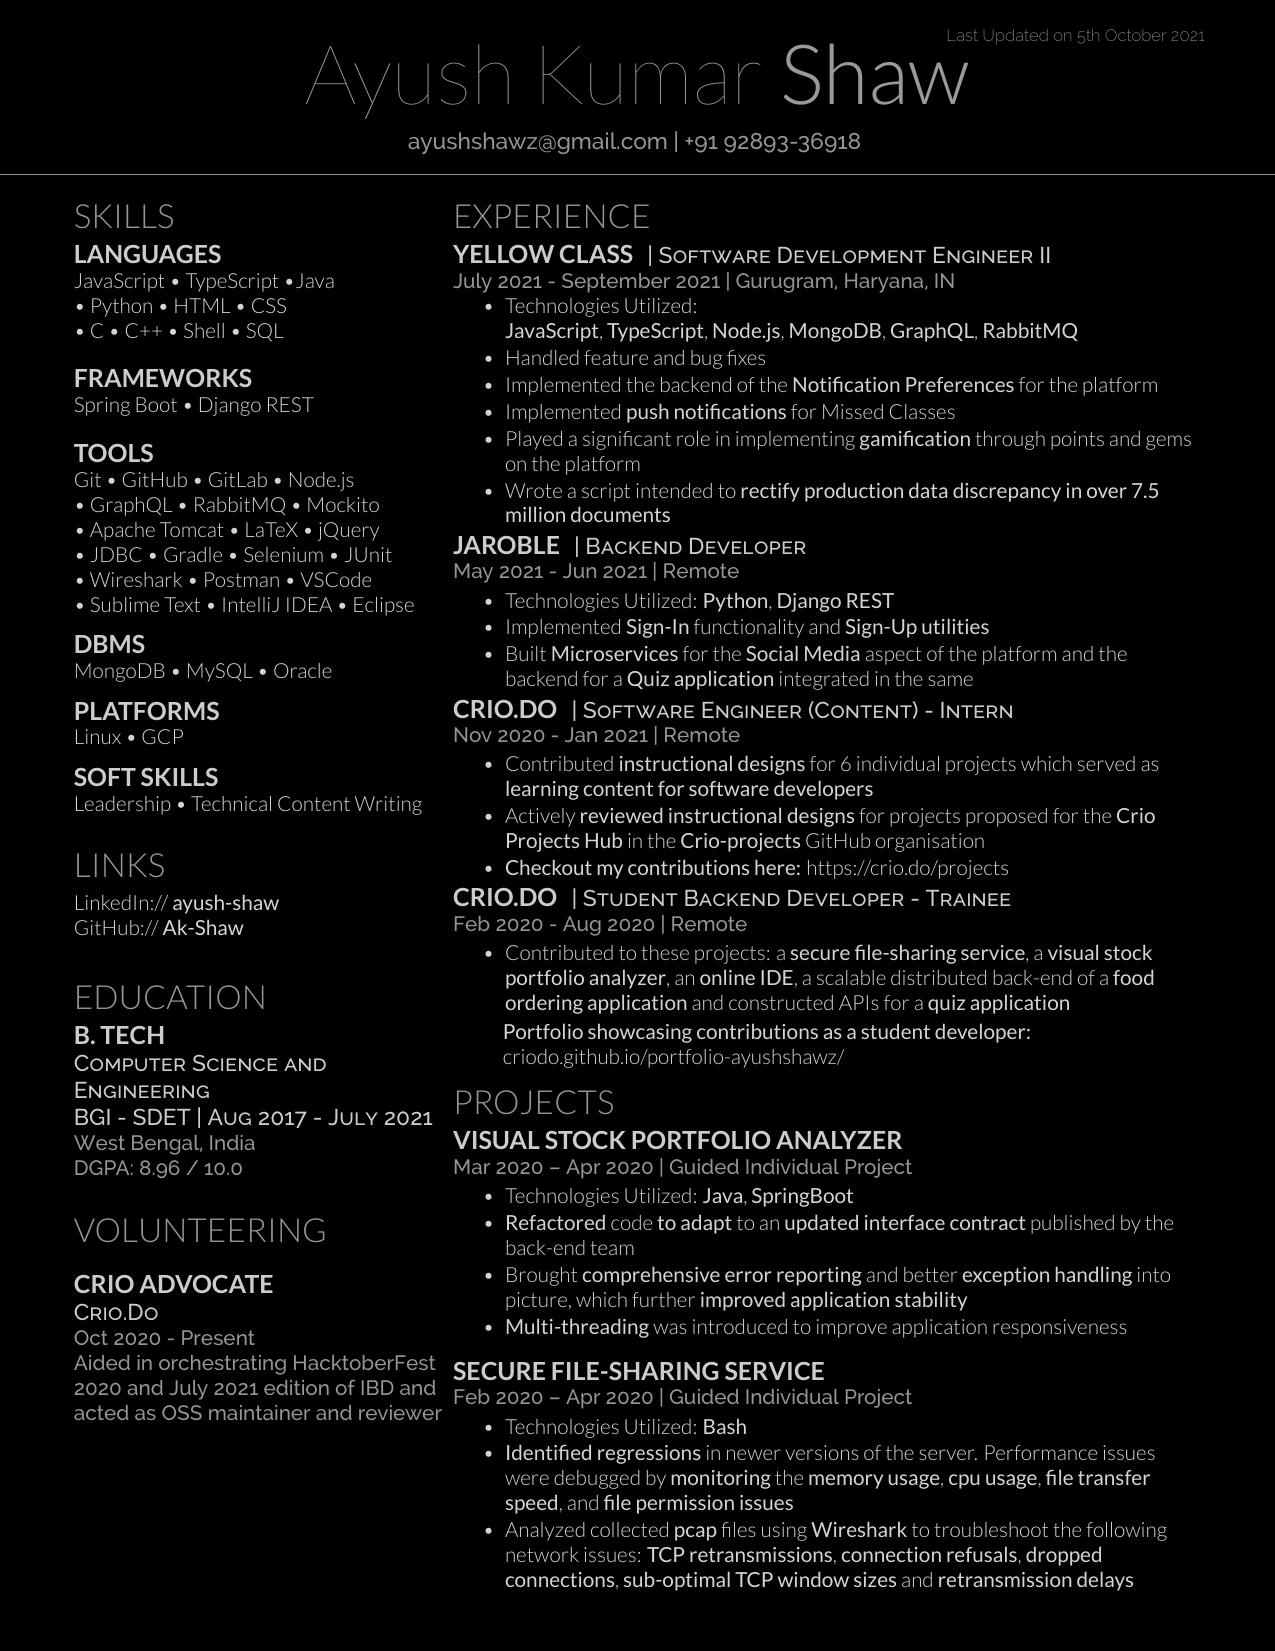 Last Updated on 5th October 2021
Ayush Kumar Shaw
ayushshawz@gmail.com | +91 92893-36918
SKILLS
LANGUAGES
JavaScript • TypeScript •Java
• Python • HTML • CSS
• C • C++ • Shell • SQL
FRAMEWORKS
Spring Boot • Django REST
TOOLS
Git • GitHub • GitLab • Node.js
• GraphQL • RabbitMQ • Mockito
• Apache Tomcat • LaTeX • jQuery
• JDBC • Gradle • Selenium • JUnit
• Wireshark • Postman • VSCode
• Sublime Text • IntelliJ IDEA • Eclipse
DBMS
MongoDB • MySQL • Oracle
PLATFORMS
Linux • GCP
SOFT SKILLS
Leadership • Technical Content Writing
LINKS
LinkedIn:// ayush-shaw
GitHub:// Ak-Shaw
EDUCATION
B. TECH
Computer Science and
Engineering
BGI - SDET | Aug 2017 - July 2021
West Bengal, India
DGPA: 8.96 / 10.0
VOLUNTEERING
CRIO ADVOCATE
Crio.Do
Oct 2020 - Present
Aided in orchestrating HacktoberFest
2020 and July 2021 edition of IBD and
acted as OSS maintainer and reviewer
EXPERIENCE
YELLOW CLASS | Software Development Engineer II
July 2021 - September 2021 | Gurugram, Haryana, IN
• Technologies Utilized:
JavaScript, TypeScript, Node.js, MongoDB, GraphQL, RabbitMQ
• Handled feature and bug fixes
• Implemented the backend of the Notification Preferences for the platform
• Implemented push notifications for Missed Classes
• Played a significant role in implementing gamification through points and gems
on the platform
• Wrote a script intended to rectify production data discrepancy in over 7.5
million documents
JAROBLE | Backend Developer
May 2021 - Jun 2021 | Remote
• Technologies Utilized: Python, Django REST
• Implemented Sign-In functionality and Sign-Up utilities
• Built Microservices for the Social Media aspect of the platform and the
backend for a Quiz application integrated in the same
CRIO.DO | Software Engineer (Content) - Intern
Nov 2020 - Jan 2021 | Remote
• Contributed instructional designs for 6 individual projects which served as
learning content for software developers
• Actively reviewed instructional designs for projects proposed for the Crio
Projects Hub in the Crio-projects GitHub organisation
• Checkout my contributions here: https://crio.do/projects
CRIO.DO | Student Backend Developer - Trainee
Feb 2020 - Aug 2020 | Remote
• Contributed to these projects: a secure file-sharing service, a visual stock
portfolio analyzer, an online IDE, a scalable distributed back-end of a food
ordering application and constructed APIs for a quiz application
Portfolio showcasing contributions as a student developer:
criodo.github.io/portfolio-ayushshawz/
PROJECTS
VISUAL STOCK PORTFOLIO ANALYZER
Mar 2020 – Apr 2020 | Guided Individual Project
• Technologies Utilized: Java, SpringBoot
• Refactored code to adapt to an updated interface contract published by the
back-end team
• Brought comprehensive error reporting and better exception handling into
picture, which further improved application stability
• Multi-threading was introduced to improve application responsiveness
SECURE FILE-SHARING SERVICE
Feb 2020 – Apr 2020 | Guided Individual Project
• Technologies Utilized: Bash
• Identified regressions in newer versions of the server. Performance issues
were debugged by monitoring the memory usage, cpu usage, file transfer
speed, and file permission issues
• Analyzed collected pcap files using Wireshark to troubleshoot the following
network issues: TCP retransmissions, connection refusals, dropped
connections, sub-optimal TCP window sizes and retransmission delays